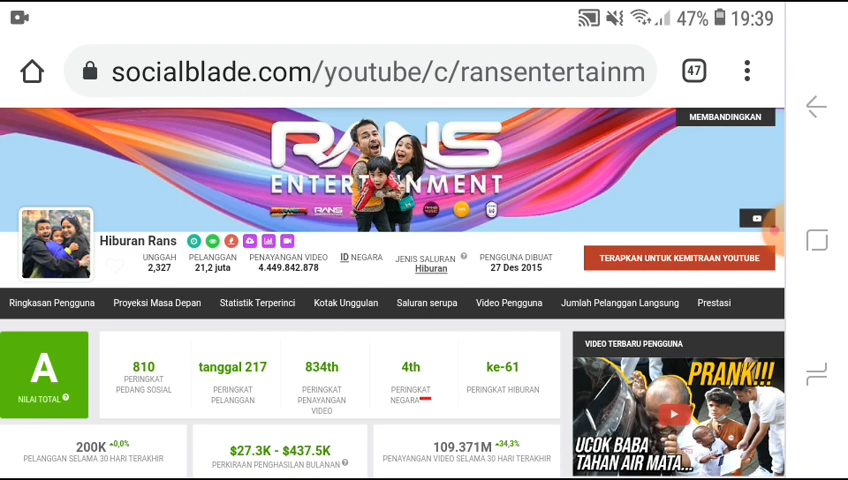 47% 19:39
socialblade.com/youtube/c/ransentertainm
47
RANS
ENTERTAINMENT
MEMBANDINGKAN
Hiburan Rans
UNGGAH
2,327
PELANGGAN
21,2 juta
PENAYANGAN VIDEO
4.449.842.878
ID NEGARA
JENIS SALURAN
Hiburan
PENGGUNA DIBUAT
27 Des 2015
TERAPKAN UNTUK KEMITRAAN YOUTUBE
Ringkasan Pengguna
Proyeksi Masa Depan
Statistik Terperinci
Kotak Unggulan
Saluran serupa
Video Pengguna
Jumlah Pelanggan Langsung
Prestasi
A
NILAI TOTAL
810
PERINGKAT
PEDANG SOSIAL
tanggal 217
PERINGKAT
PELANGGAN
834th
PERINGKAT
PENAYANGAN
VIDEO
4th
PERINGKAT
NEGARA
ke-61
PERINGKAT HIBURAN
200K 0,0%
PELANGGAN SELAMA 30 HARI TERAKHIR
$27.3K - $437.5K
PERKIRAAN PENGHASILAN BULANAN
109.371M 34,3%
PENAYANGAN VIDEO SELAMA 30 HARI TERAKHIR
VIDEO TERBARU PENGGUNA
PRANK!!!
UCOK BABA
TAHAN AIR MATA...